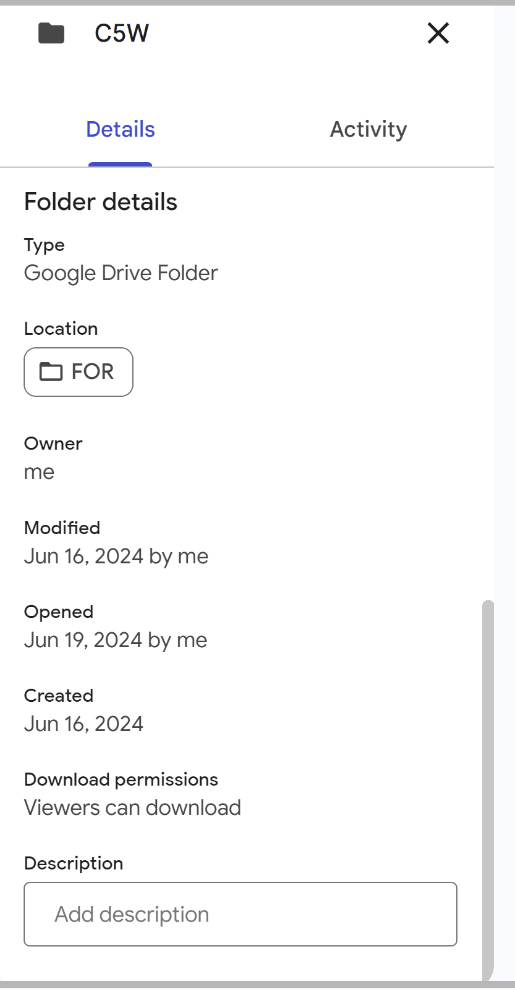 C5W
Details
Activity
Folder details
Type
Google Drive Folder
Location
FOR
Owner
me
Modified
Jun 16, 2024 by me
Opened
Jun 19, 2024 by me
Created
Jun 16, 2024
Download permissions
Viewers can download
Description
Add description